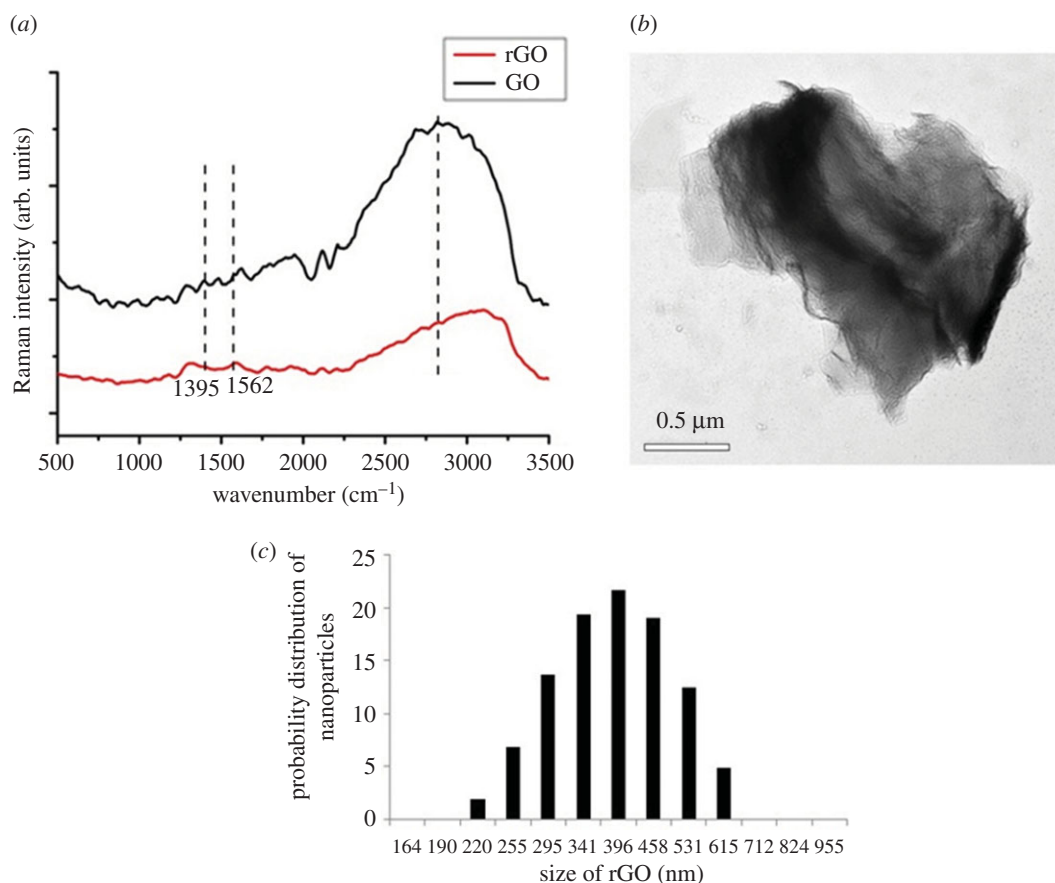 (a)
rGO
GO
Raman intensity (arb. units)
1395
1562
500 1000 1500 2000 2500 3000 3500
wavenumber (cm–1)
(b)
0.5 µm
(c)
probability distribution of
nanoparticles
25
20
15
10
5
0
164 190 220 255 295 341 396 458 531 615 712 824 955
size of rGO (nm)